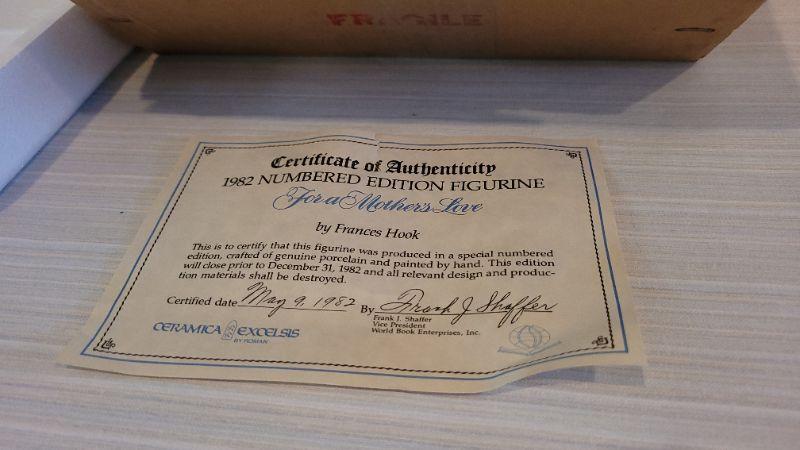 FRAGILE
Certificate of Authenticity
1982 NUMBERED EDITION FIGURINE
For a Mother's Love
by Frances Hook
This is to certify that this figurine was produced in a special numbered
edition, crafted of genuine porcelain and painted by hand. This edition
will close prior to December 31, 1982 and all relevant design and produc-
tion materials shall be destroyed.
Certified date May 9, 1982 By Frank J Shaffer
Frank J. Shaffer
Vice President
World Book Enterprises, Inc.
CERAMICA EXCELSIS
BY ROMAN